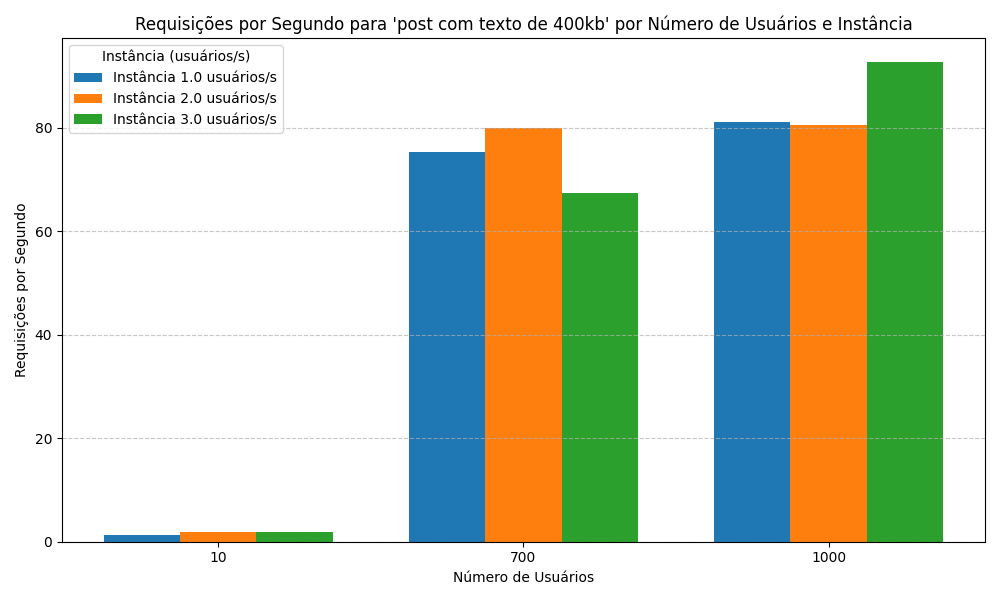 Requisições por Segundo para 'post com texto de 400kb' por Número de Usuários e Instância
Instância (usuários/s)
Instância 1.0 usuários/s
Instância 2.0 usuários/s
Instância 3.0 usuários/s
Requisições por Segundo
80
60
40
20
0
10
700
1000
Número de Usuários